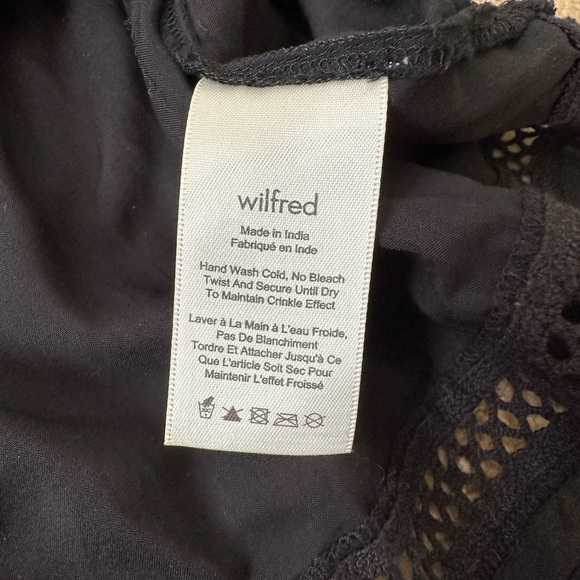 wilfred
Made in India
Fabriqué en Inde
Hand Wash Cold, No Bleach
Twist And Secure Until Dry
To Maintain Crinkle Effect
Laver à La Main à L'eau Froide,
Pas De Blanchiment
Tordre Et Attacher Jusqu'à Ce
Que L'article Soit Sec Pour
Maintenir L'effet Froissé